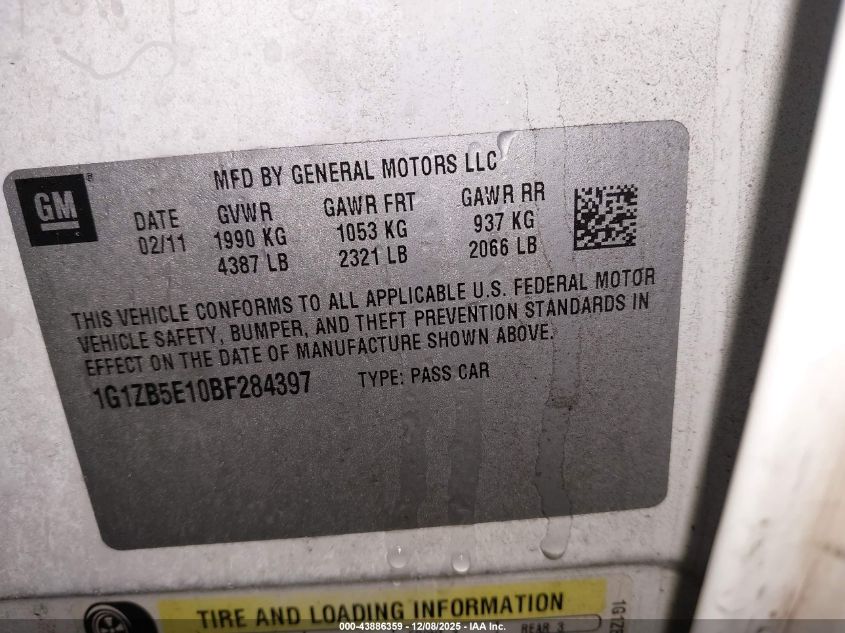 GM
MFD BY GENERAL MOTORS LLC
DATE GVWR GAWR FRT GAWR RR
02/11 1990 KG 1053 KG 937 KG
4387 LB 2321 LB 2066 LB
THIS VEHICLE CONFORMS TO ALL APPLICABLE U.S. FEDERAL MOTOR
VEHICLE SAFETY, BUMPER, AND THEFT PREVENTION STANDARDS IN
EFFECT ON THE DATE OF MANUFACTURE SHOWN ABOVE.
1G1ZB5E10BF284397 TYPE: PASS CAR
TIRE AND LOADING INFORMATION
REAR 3
000-43886359 - 12/08/2025 - IAA Inc.